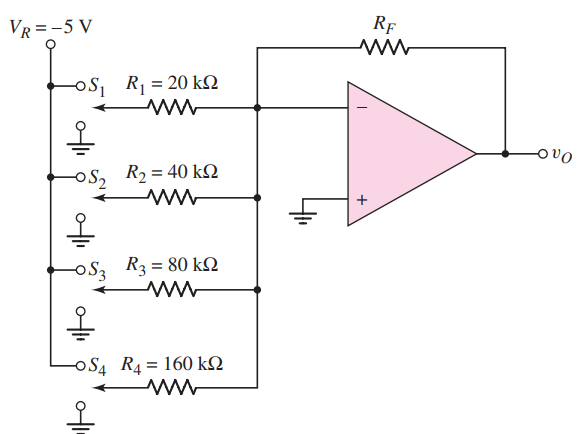 V_R = −5 V
R_F
S_1 R_1 = 20 kΩ
−
v_O
S_2 R_2 = 40 kΩ
+
S_3 R_3 = 80 kΩ
S_4 R_4 = 160 kΩ